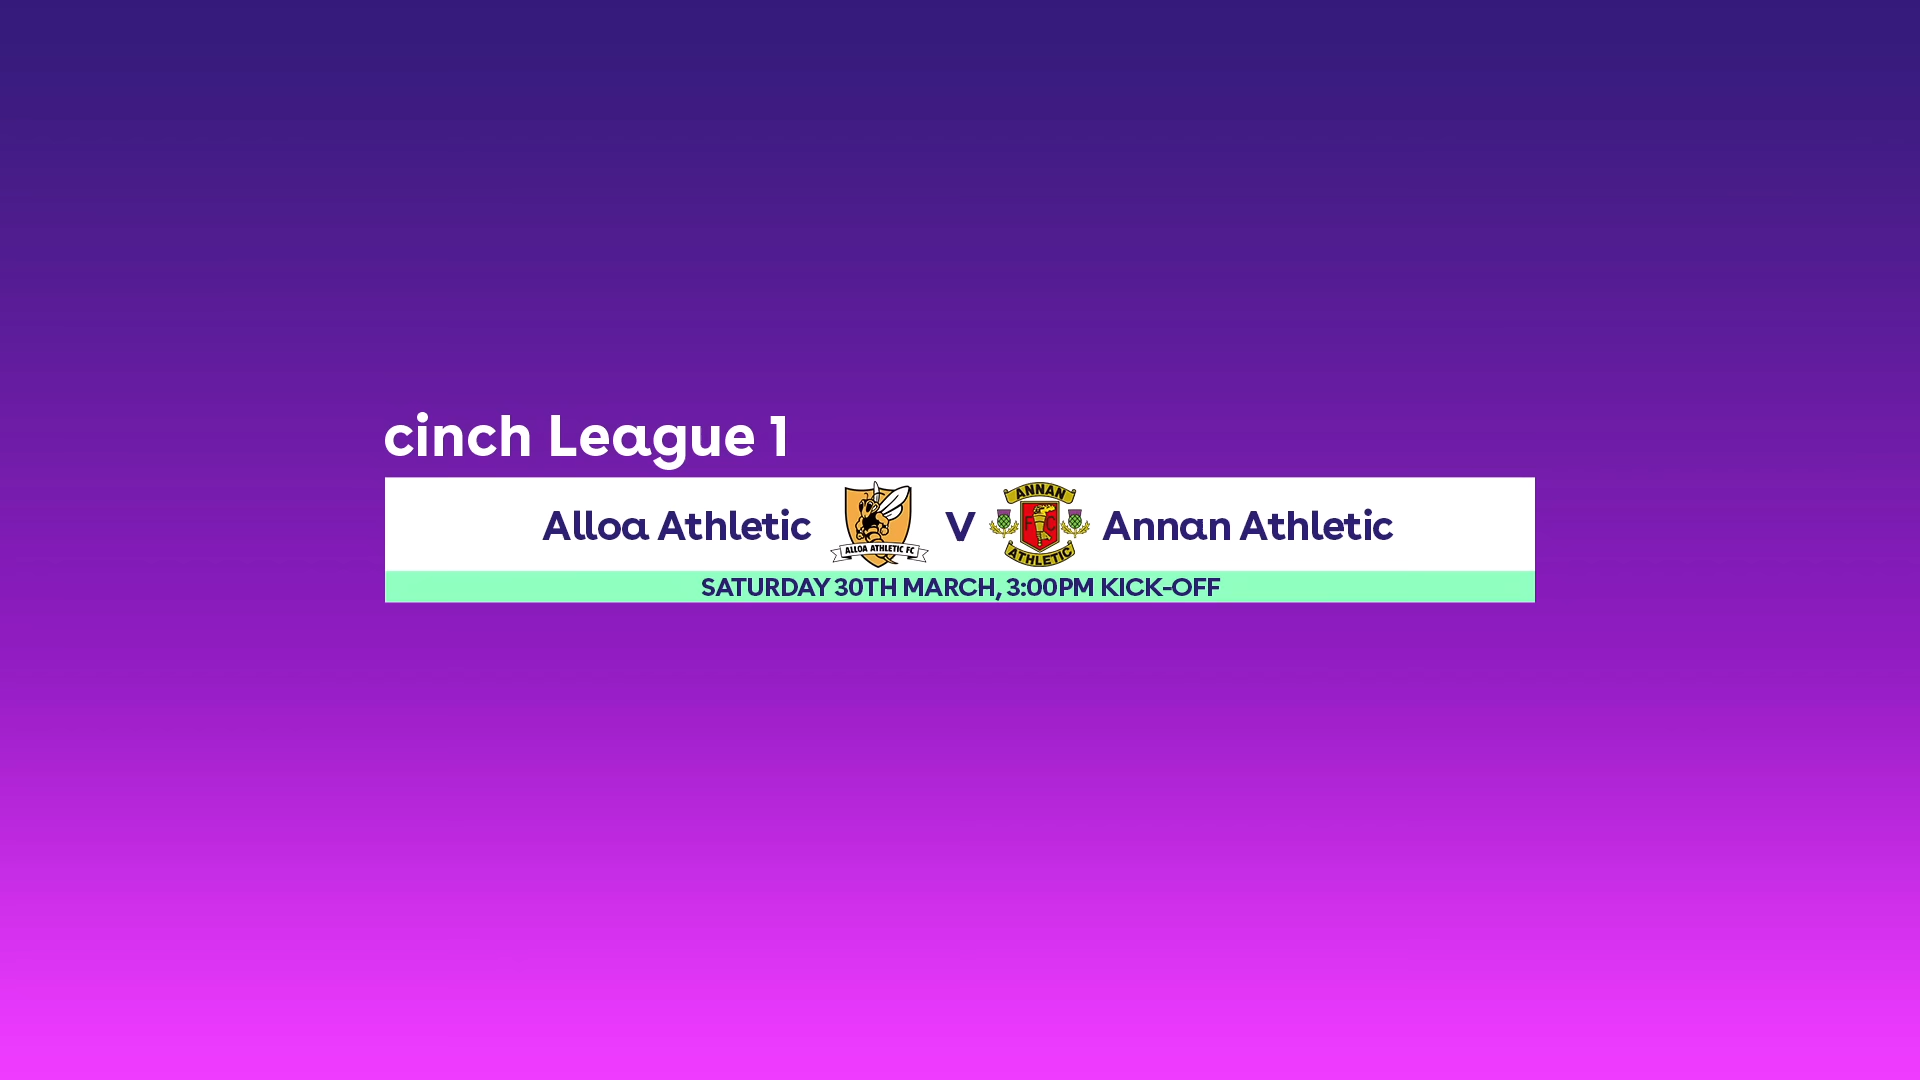 cinch League 1
Alloa Athletic ALLOA ATHLETIC FC V ANNAN F C ATHLETIC Annan Athletic
SATURDAY 30TH MARCH, 3:00PM KICK-OFF